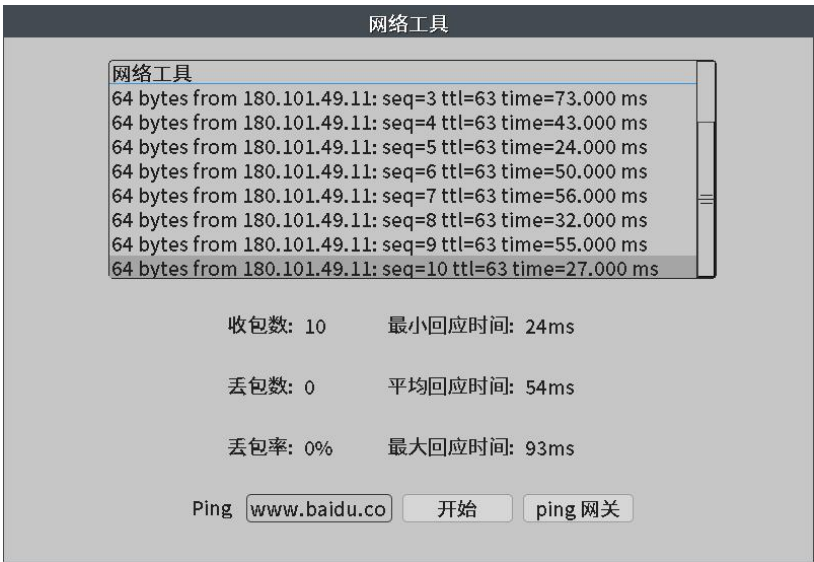 网络工具
网络工具
64 bytes from 180.101.49.11: seq=3 ttl=63 time=73.000 ms
64 bytes from 180.101.49.11: seq=4 ttl=63 time=43.000 ms
64 bytes from 180.101.49.11: seq=5 ttl=63 time=24.000 ms
64 bytes from 180.101.49.11: seq=6 ttl=63 time=50.000 ms
64 bytes from 180.101.49.11: seq=7 ttl=63 time=56.000 ms
64 bytes from 180.101.49.11: seq=8 ttl=63 time=32.000 ms
64 bytes from 180.101.49.11: seq=9 ttl=63 time=55.000 ms
64 bytes from 180.101.49.11: seq=10 ttl=63 time=27.000 ms
收包数: 10 最小回应时间: 24ms
丢包数: 0 平均回应时间: 54ms
丢包率: 0% 最大回应时间: 93ms
Ping www.baidu.co 开始 ping 网关